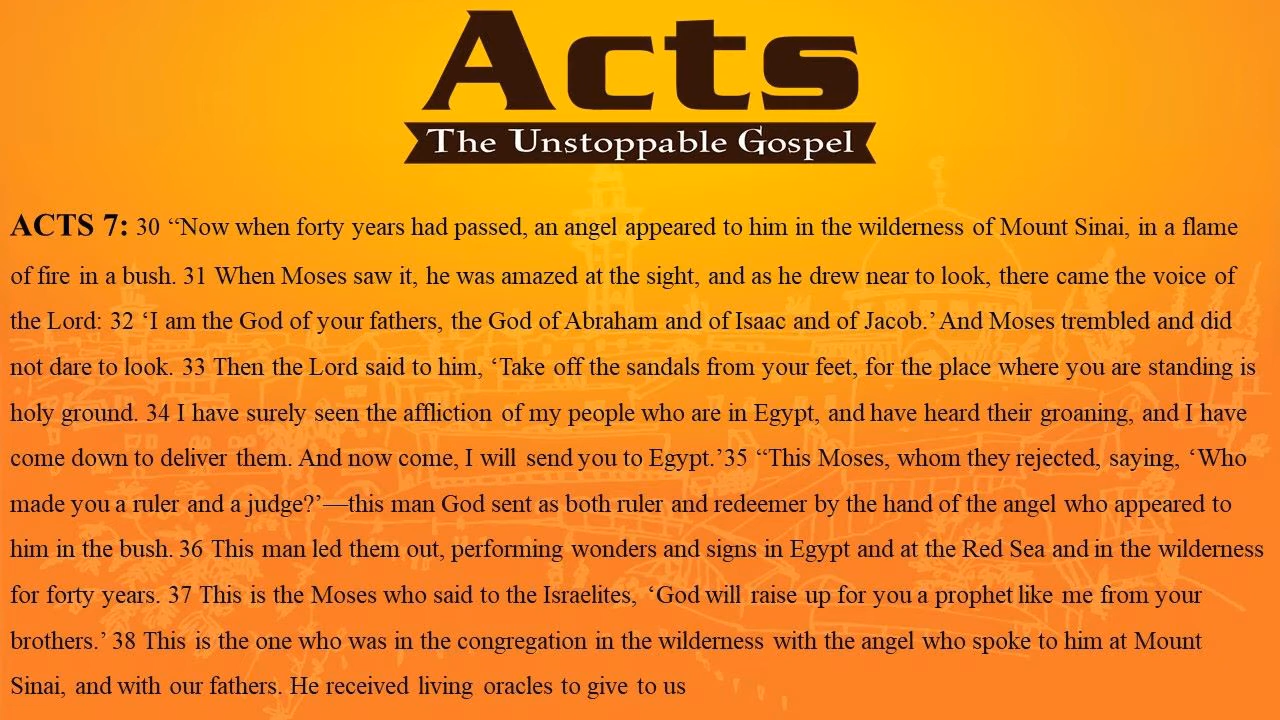 Acts
The Unstoppable Gospel
ACTS 7: 30 “Now when forty years had passed, an angel appeared to him in the wilderness of Mount Sinai, in a flame
of fire in a bush. 31 When Moses saw it, he was amazed at the sight, and as he drew near to look, there came the voice of
the Lord: 32 ‘I am the God of your fathers, the God of Abraham and of Isaac and of Jacob.’ And Moses trembled and did
not dare to look. 33 Then the Lord said to him, ‘Take off the sandals from your feet, for the place where you are standing is
holy ground. 34 I have surely seen the affliction of my people who are in Egypt, and have heard their groaning, and I have
come down to deliver them. And now come, I will send you to Egypt.’35 “This Moses, whom they rejected, saying, ‘Who
made you a ruler and a judge?’—this man God sent as both ruler and redeemer by the hand of the angel who appeared to
him in the bush. 36 This man led them out, performing wonders and signs in Egypt and at the Red Sea and in the wilderness
for forty years. 37 This is the Moses who said to the Israelites, ‘God will raise up for you a prophet like me from your
brothers.’ 38 This is the one who was in the congregation in the wilderness with the angel who spoke to him at Mount
Sinai, and with our fathers. He received living oracles to give to us